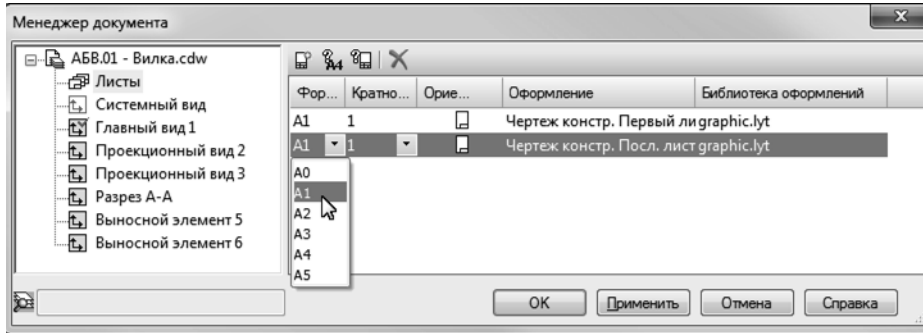 Менеджер документа
АБВ.01 - Вилка.cdw
Листы
Системный вид
Главный вид 1
Проекционный вид 2
Проекционный вид 3
Разрез А-А
Выносной элемент 5
Выносной элемент 6
A4
Фор... Кратно... Орие... Оформление Библиотека оформлений
A1 1 Чертеж констр. Первый ли graphic.lyt
A1 1 Чертеж констр. Посл. лист graphic.lyt
A0
A1
A2
A3
A4
A5
OK Применить Отмена Справка